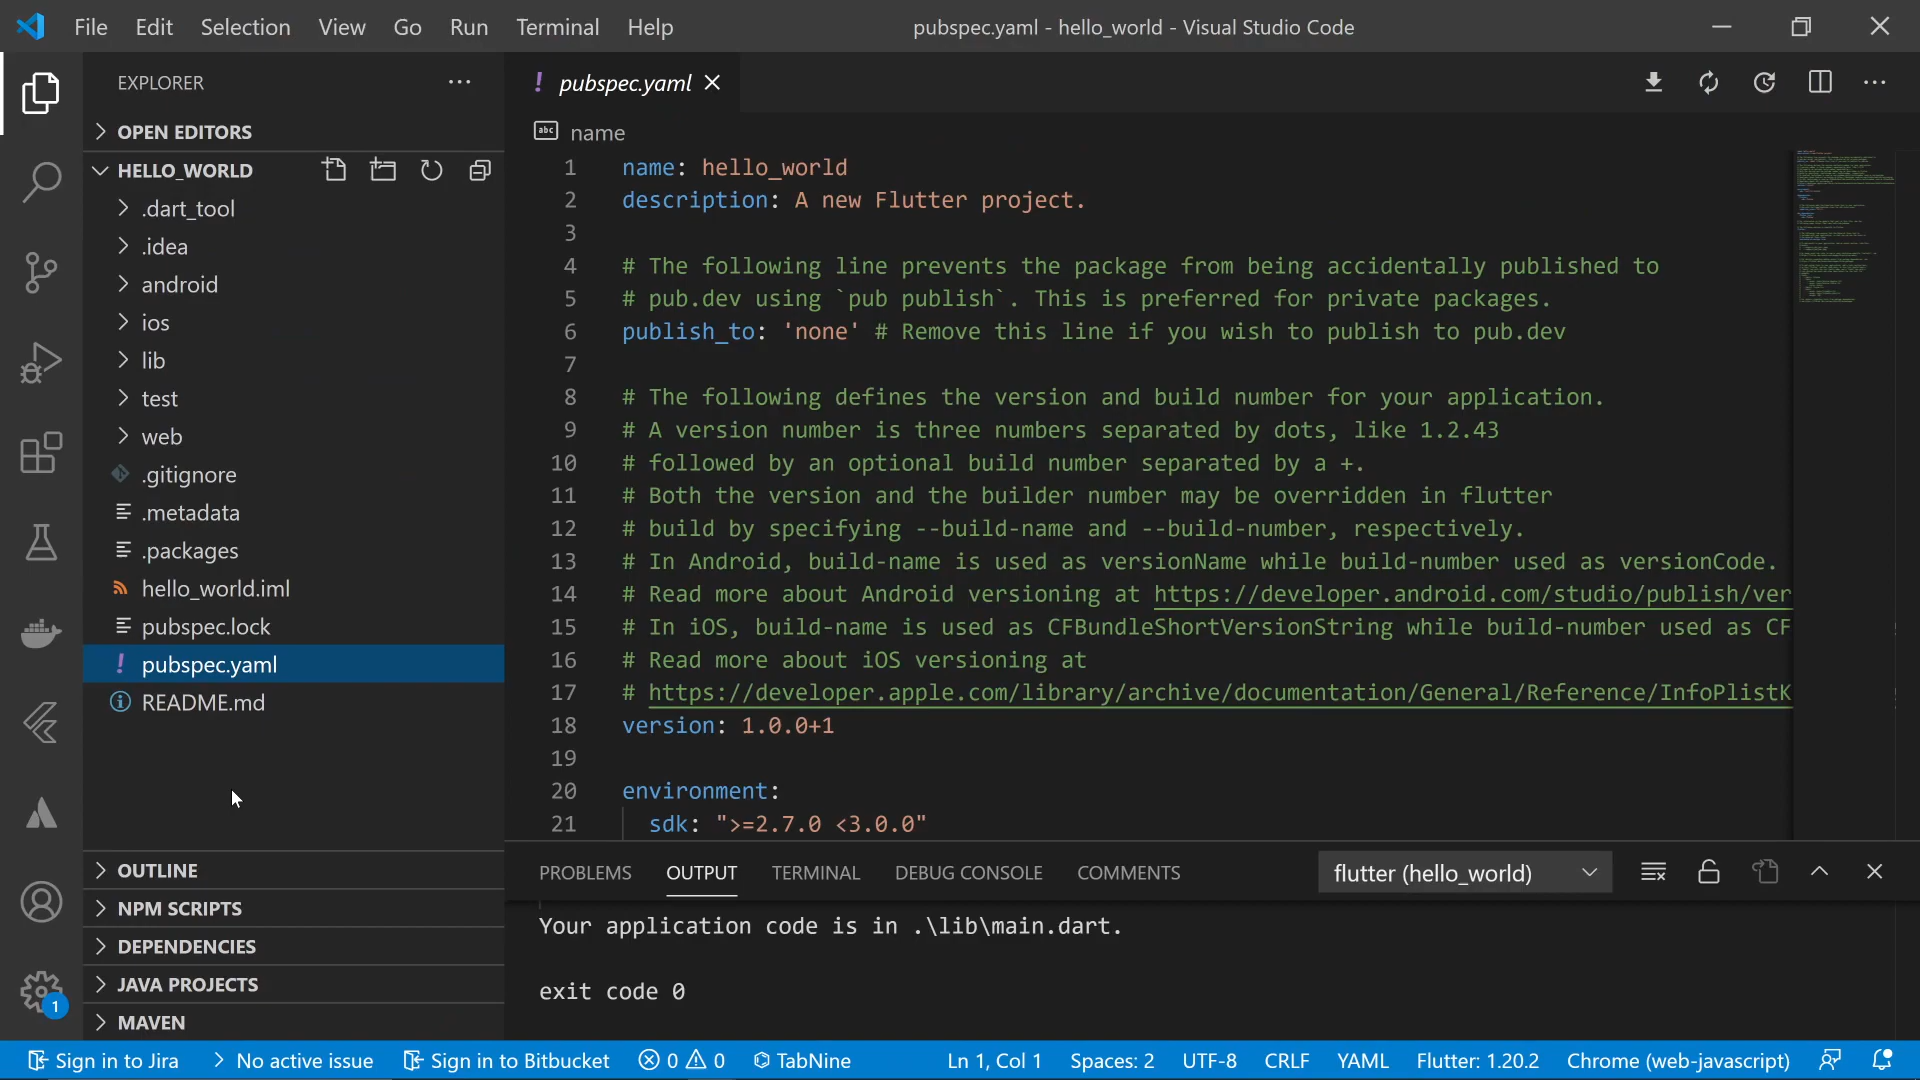 File Edit Selection View Go Run Terminal Help
pubspec.yaml - hello_world - Visual Studio Code
EXPLORER
OPEN EDITORS
HELLO_WORLD
.dart_tool
.idea
android
ios
lib
test
web
.gitignore
.metadata
.packages
hello_world.iml
pubspec.lock
! pubspec.yaml
README.md
OUTLINE
NPM SCRIPTS
DEPENDENCIES
JAVA PROJECTS
MAVEN
1
! pubspec.yaml
abc name
1 name: hello_world
2 description: A new Flutter project.
3
4 # The following line prevents the package from being accidentally published to
5 # pub.dev using `pub publish`. This is preferred for private packages.
6 publish_to: 'none' # Remove this line if you wish to publish to pub.dev
7
8 # The following defines the version and build number for your application.
9 # A version number is three numbers separated by dots, like 1.2.43
10 # followed by an optional build number separated by a +.
11 # Both the version and the builder number may be overridden in flutter
12 # build by specifying --build-name and --build-number, respectively.
13 # In Android, build-name is used as versionName while build-number used as versionCode.
14 # Read more about Android versioning at https://developer.android.com/studio/publish/ver
15 # In iOS, build-name is used as CFBundleShortVersionString while build-number used as CF
16 # Read more about iOS versioning at
17 # https://developer.apple.com/library/archive/documentation/General/Reference/InfoPlistK
18 version: 1.0.0+1
19
20 environment:
21 sdk: ">=2.7.0 <3.0.0"
PROBLEMS OUTPUT TERMINAL DEBUG CONSOLE COMMENTS
flutter (hello_world)
Your application code is in .\lib\main.dart.
exit code 0
Sign in to Jira No active issue Sign in to Bitbucket 0 0 TabNine Ln 1, Col 1 Spaces: 2 UTF-8 CRLF YAML Flutter: 1.20.2 Chrome (web-javascript)